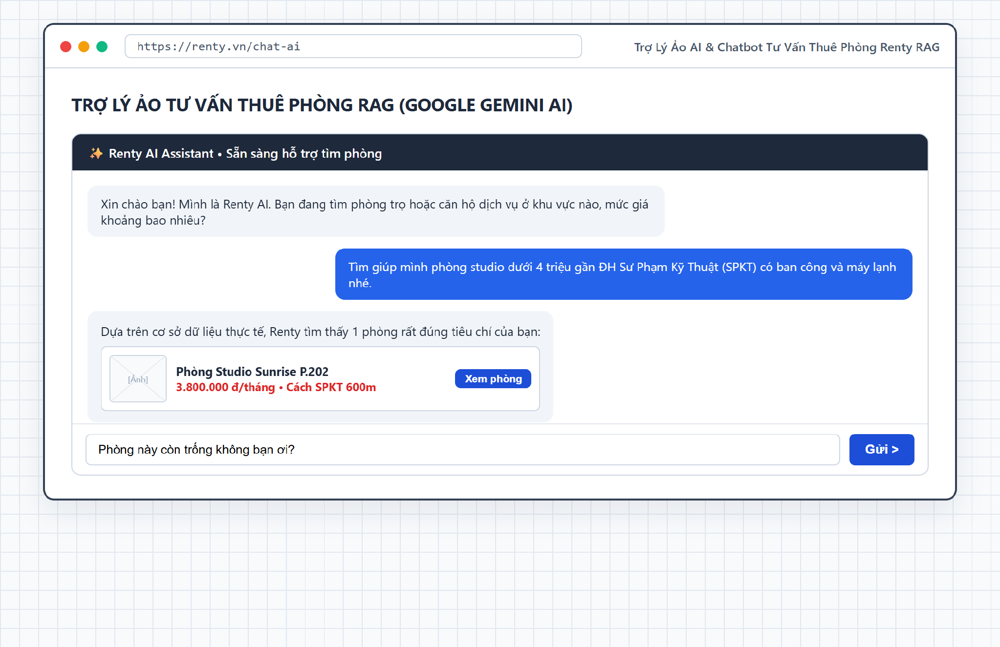 https://renty.vn/chat-ai
Trợ Lý Ảo AI & Chatbot Tư Vấn Thuê Phòng Renty RAG
TRỢ LÝ ẢO TƯ VẤN THUÊ PHÒNG RAG (GOOGLE GEMINI AI)
✨ Renty AI Assistant • Sẵn sàng hỗ trợ tìm phòng
Xin chào bạn! Mình là Renty AI. Bạn đang tìm phòng trọ hoặc căn hộ dịch vụ ở khu vực nào, mức giá
khoảng bao nhiêu?
Tìm giúp mình phòng studio dưới 4 triệu gần ĐH Sư Phạm Kỹ Thuật (SPKT) có ban công và máy lạnh
nhé.
Dựa trên cơ sở dữ liệu thực tế, Renty tìm thấy 1 phòng rất đúng tiêu chí của bạn:
[Ảnh]
Phòng Studio Sunrise P.202
3.800.000 đ/tháng • Cách SPKT 600m
Xem phòng
Phòng này còn trống không bạn ơi?
Gửi >